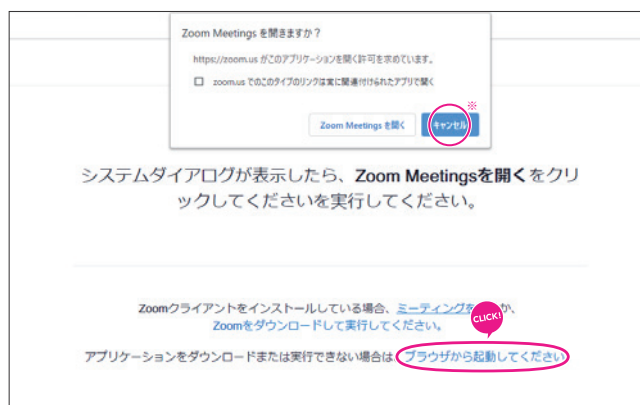 Zoom Meetings を開きますか？
https://zoom.us がこのアプリケーションを開く許可を求めています。
zoom.us でのこのタイプのリンクは常に関連付けられたアプリで開く
※
Zoom Meetings を開く
キャンセル
システムダイアログが表示したら、Zoom Meetingsを開くをクリ
ックしてくださいを実行してください。
Zoomクライアントをインストールしている場合、ミーティングを か、
CLICK!
Zoomをダウンロードして実行してください。
アプリケーションをダウンロードまたは実行できない場合は、ブラウザから起動してください